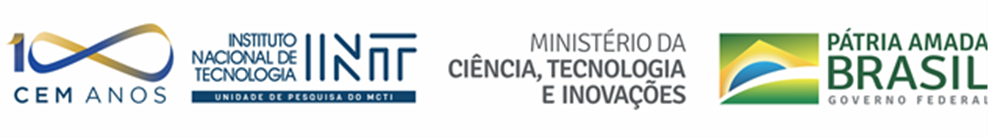 100
CEM ANOS
INSTITUTO
NACIONAL DE
TECNOLOGIA
INT
UNIDADE DE PESQUISA DO MCTI
MINISTÉRIO DA
CIÊNCIA, TECNOLOGIA
E INOVAÇÕES
PÁTRIA AMADA
BRASIL
GOVERNO FEDERAL